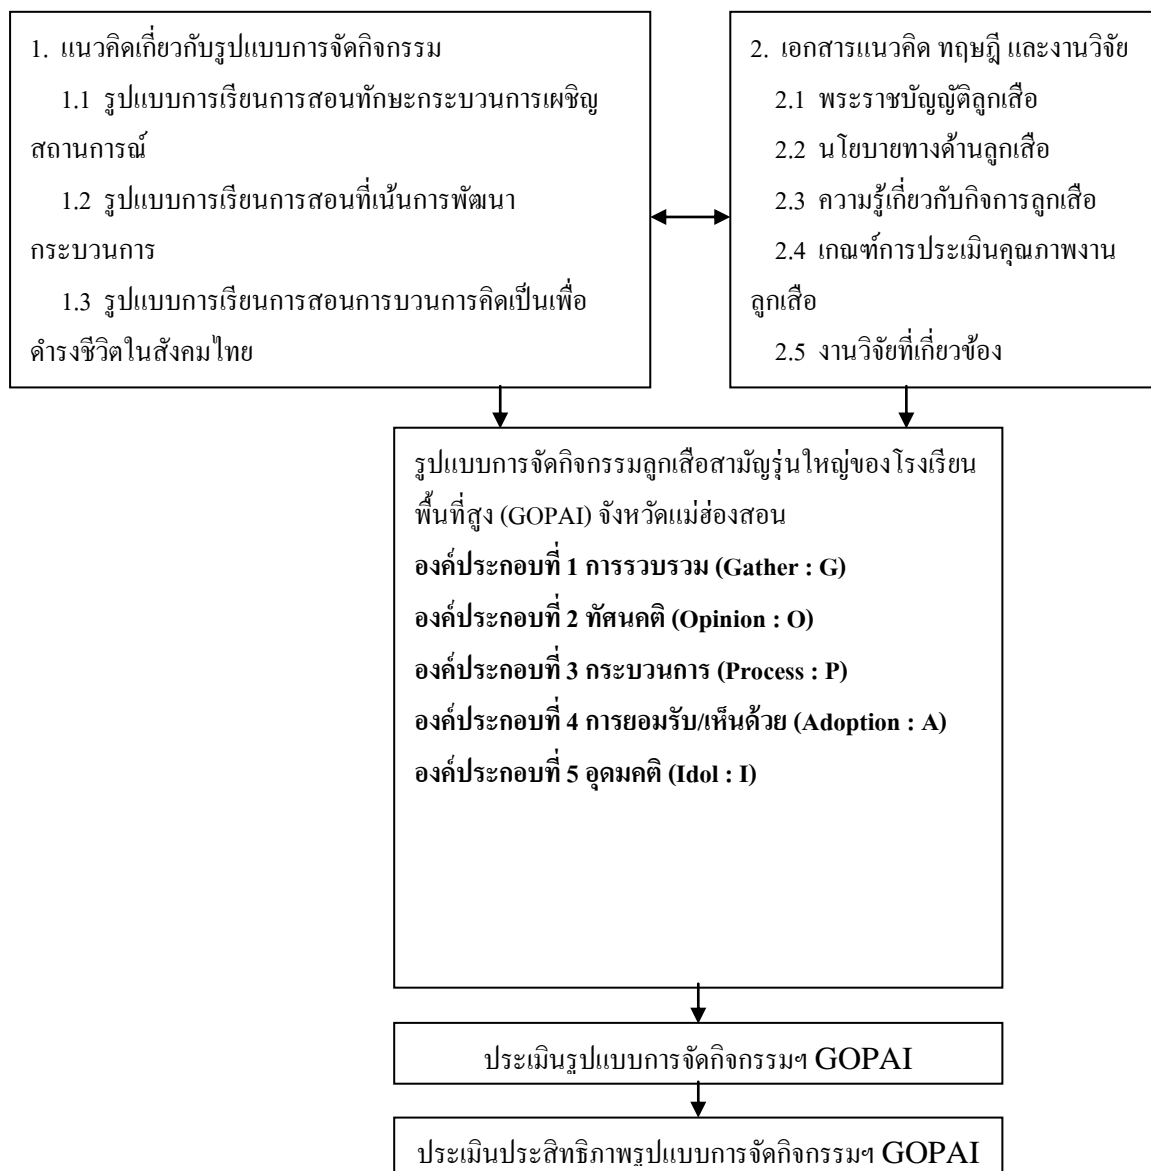 1. แนวคิดเกี่ยวกับรูปแบบการจัดกิจกรรม
1.1 รูปแบบการเรียนการสอนทักษะกระบวนการเผชิญ
สถานการณ์
1.2 รูปแบบการเรียนการสอนที่เน้นการพัฒนา
กระบวนการ
1.3 รูปแบบการเรียนการสอนการบวนการคิดเป็นเพื่อ
ดำรงชีวิตในสังคมไทย
2. เอกสารแนวคิด ทฤษฎี และงานวิจัย
2.1 พระราชบัญญัติลูกเสือ
2.2 นโยบายทางด้านลูกเสือ
2.3 ความรู้เกี่ยวกับกิจการลูกเสือ
2.4 เกณฑ์การประเมินคุณภาพงาน
ลูกเสือ
2.5 งานวิจัยที่เกี่ยวข้อง
รูปแบบการจัดกิจกรรมลูกเสือสามัญรุ่นใหญ่ของโรงเรียน
พื้นที่สูง (GOPAI) จังหวัดแม่ฮ่องสอน
องค์ประกอบที่ 1 การรวบรวม (Gather : G)
องค์ประกอบที่ 2 ทัศนคติ (Opinion : O)
องค์ประกอบที่ 3 กระบวนการ (Process : P)
องค์ประกอบที่ 4 การยอมรับ/เห็นด้วย (Adoption : A)
องค์ประกอบที่ 5 อุดมคติ (Idol : I)
ประเมินรูปแบบการจัดกิจกรรมฯ GOPAI
ประเมินประสิทธิภาพรูปแบบการจัดกิจกรรมฯ GOPAI